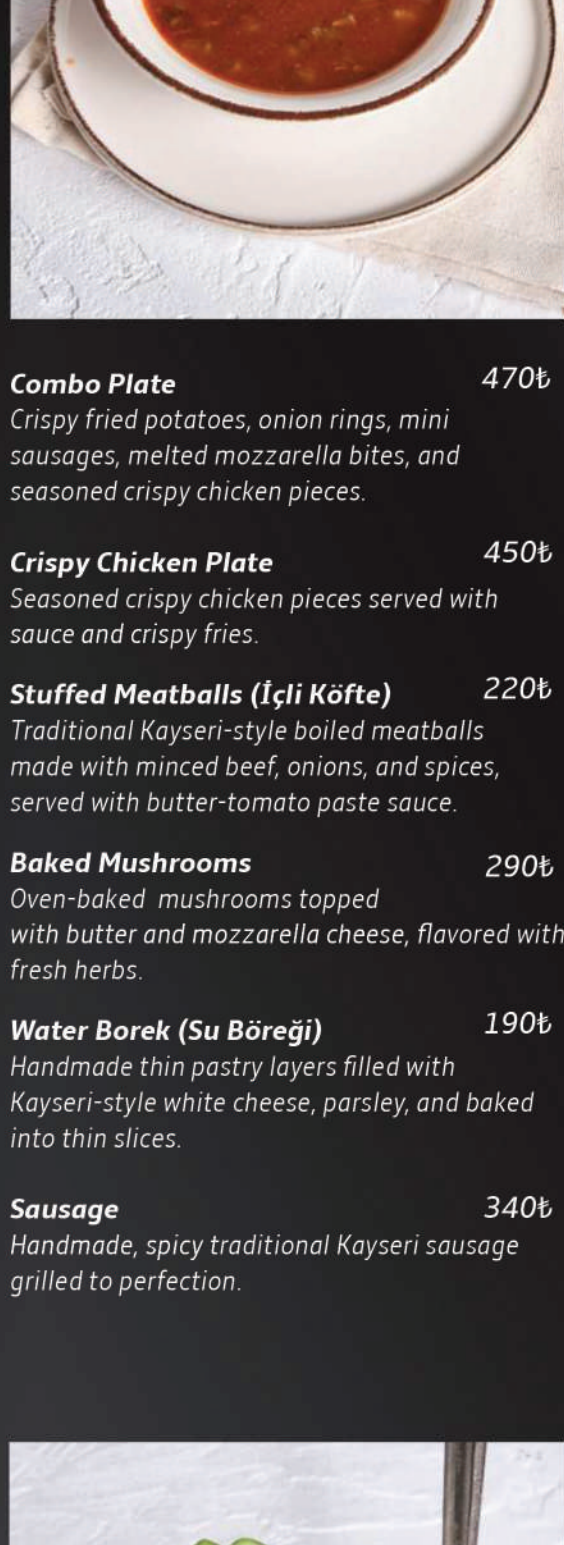 Combo Plate 470₺
Crispy fried potatoes, onion rings, mini
sausages, melted mozzarella bites, and
seasoned crispy chicken pieces.
Crispy Chicken Plate 450₺
Seasoned crispy chicken pieces served with
sauce and crispy fries.
Stuffed Meatballs (İçli Köfte) 220₺
Traditional Kayseri-style boiled meatballs
made with minced beef, onions, and spices,
served with butter-tomato paste sauce.
Baked Mushrooms 290₺
Oven-baked mushrooms topped
with butter and mozzarella cheese, flavored with
fresh herbs.
Water Borek (Su Böreği) 190₺
Handmade thin pastry layers filled with
Kayseri-style white cheese, parsley, and baked
into thin slices.
Sausage 340₺
Handmade, spicy traditional Kayseri sausage
grilled to perfection.